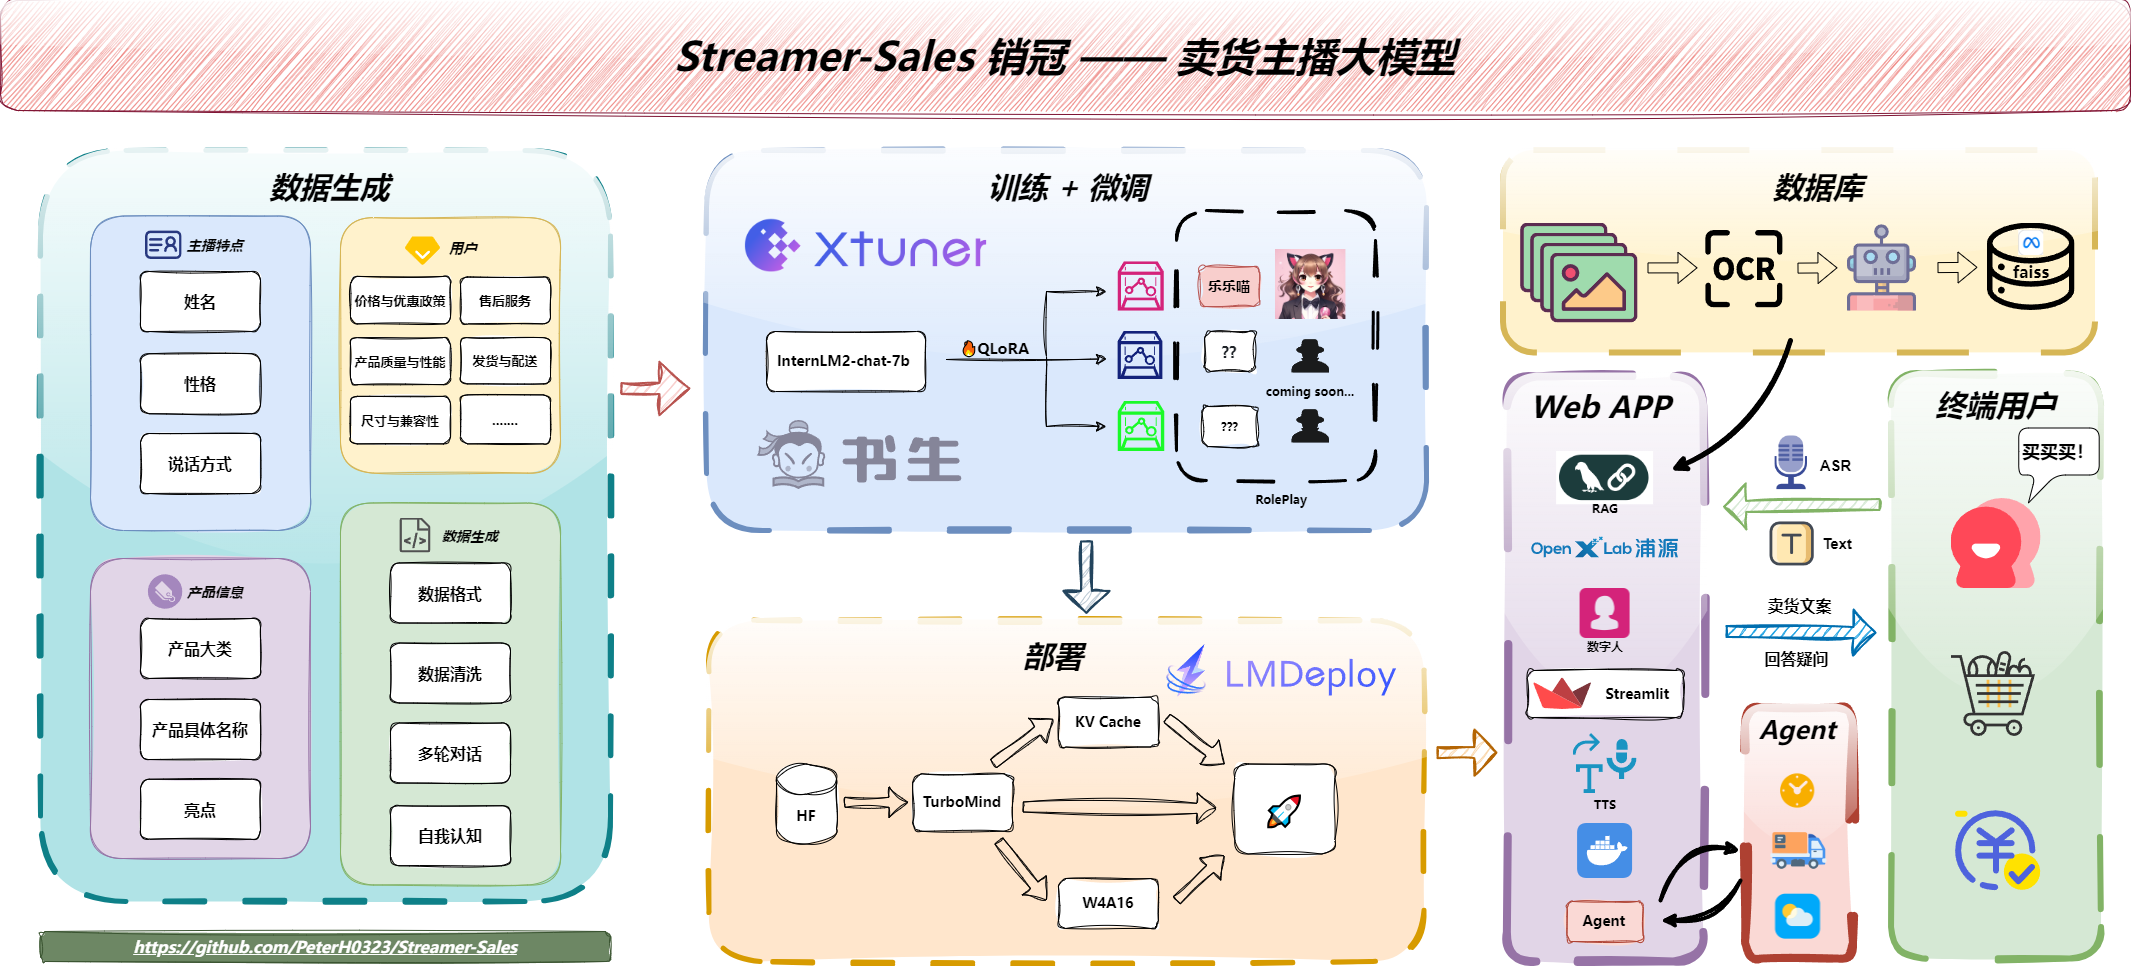 Streamer-Sales 销冠 —— 卖货主播大模型
数据生成
主播特点
姓名
性格
说话方式
用户
价格与优惠政策
售后服务
产品质量与性能
发货与配送
尺寸与兼容性
.......
产品信息
产品大类
产品具体名称
亮点
数据生成
数据格式
数据清洗
多轮对话
自我认知
https://github.com/PeterH0323/Streamer-Sales
训练 + 微调
Xtuner
InternLM2-chat-7b
QLoRA
书生
乐乐喵
??
coming soon...
???
RolePlay
部署
LMDeploy
HF
TurboMind
KV Cache
W4A16
数据库
OCR
faiss
Web APP
RAG
OpenXLab浦源
数字人
Streamlit
T
TTS
Agent
ASR
T
Text
卖货文案
回答疑问
Agent
终端用户
买买买!